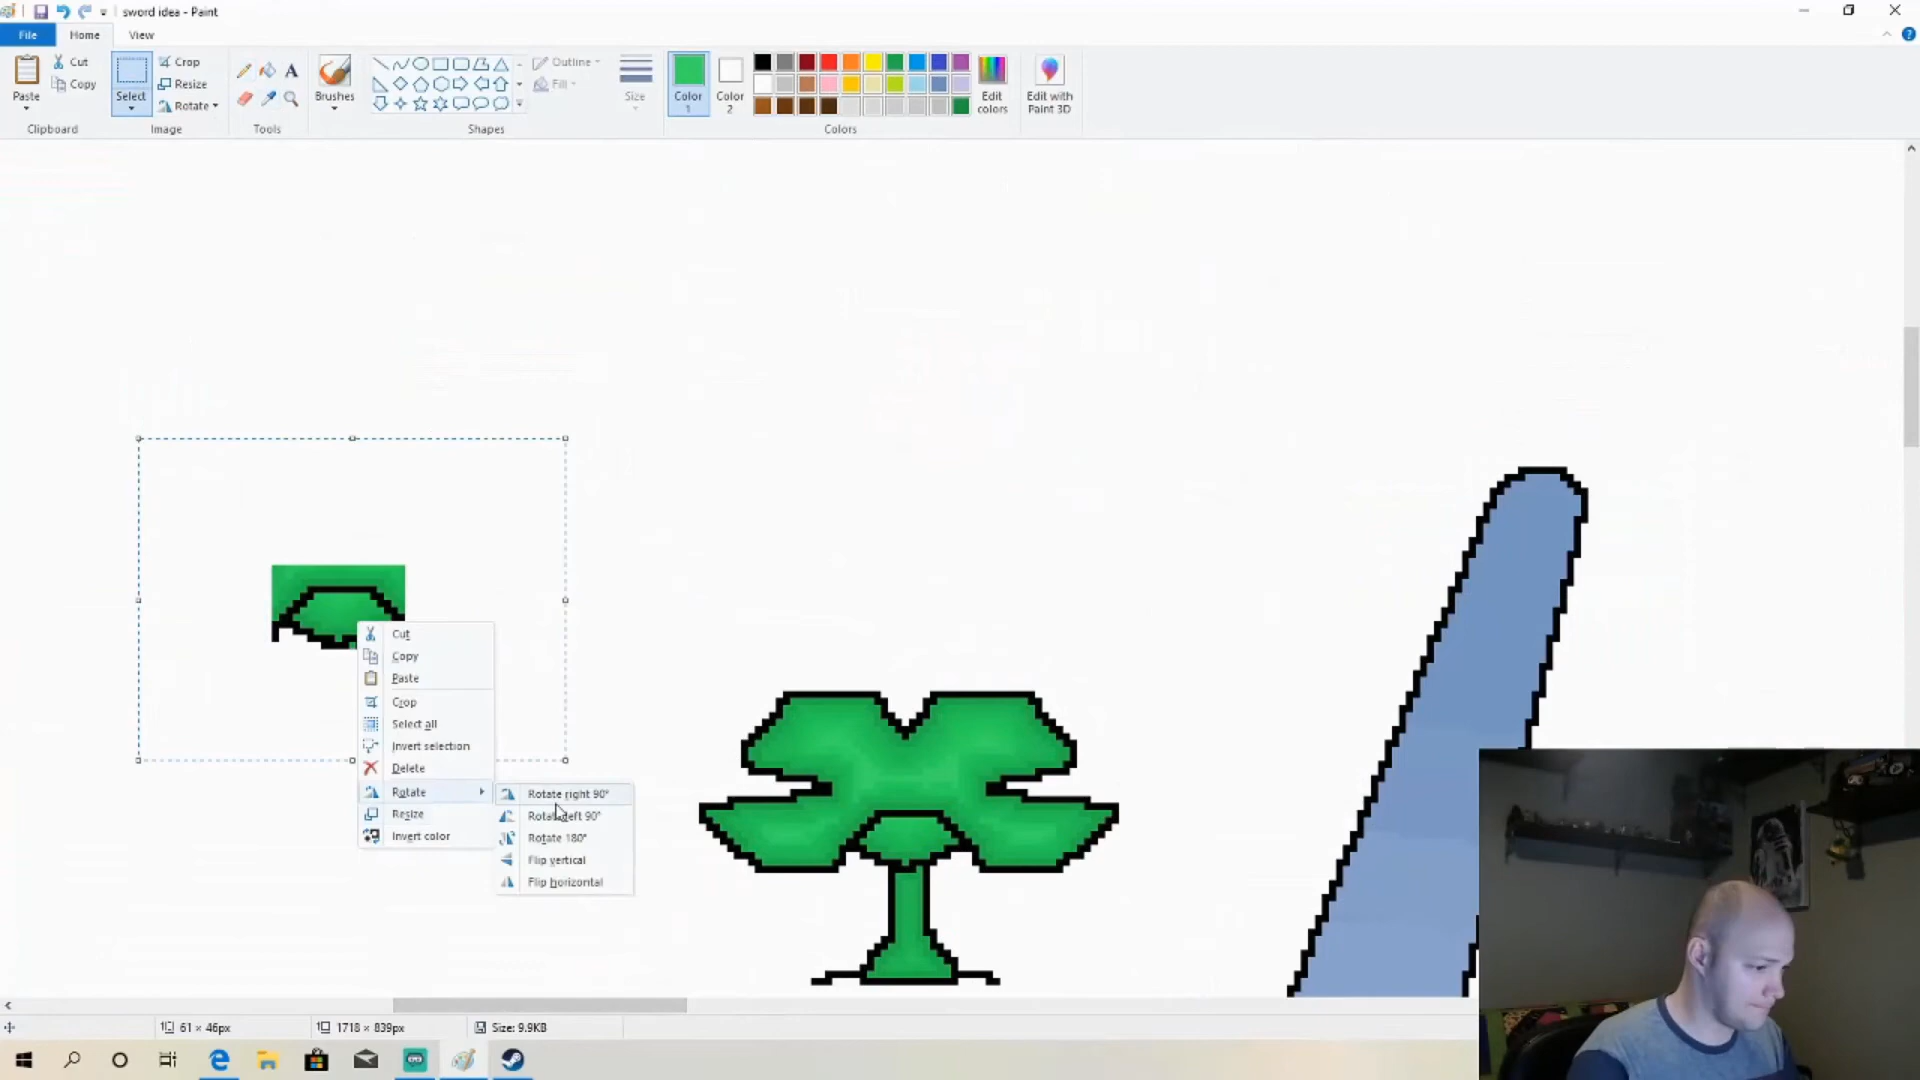 sword idea - Paint
File Home View
Paste
Cut
Copy
Clipboard
Select
Crop
Resize
Rotate
Image
A
Tools
Brushes
Outline
Fill
Shapes
Size
Color 1
Color 2
Edit colors
Edit with Paint 3D
Colors
Cut
Copy
Paste
Crop
Select all
Invert selection
Delete
Rotate
Resize
Invert color
Rotate right 90°
Rotate left 90°
Rotate 180°
Flip vertical
Flip horizontal
61 × 46px
1718 × 839px
Size: 9.9KB